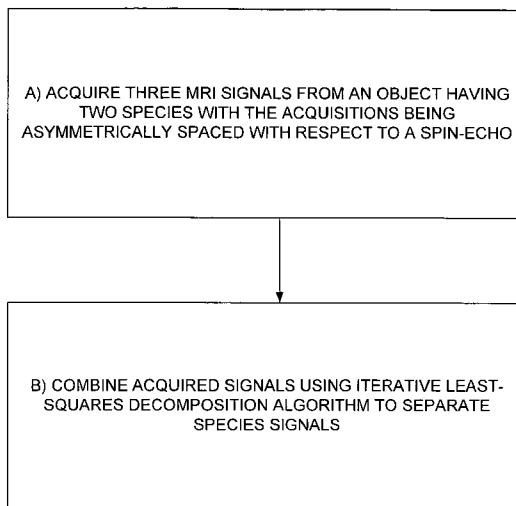 A) ACQUIRE THREE MRI SIGNALS FROM AN OBJECT HAVING
TWO SPECIES WITH THE ACQUISITIONS BEING
ASYMMETRICALLY SPACED WITH RESPECT TO A SPIN-ECHO
B) COMBINE ACQUIRED SIGNALS USING ITERATIVE LEAST-
SQUARES DECOMPOSITION ALGORITHM TO SEPARATE
SPECIES SIGNALS